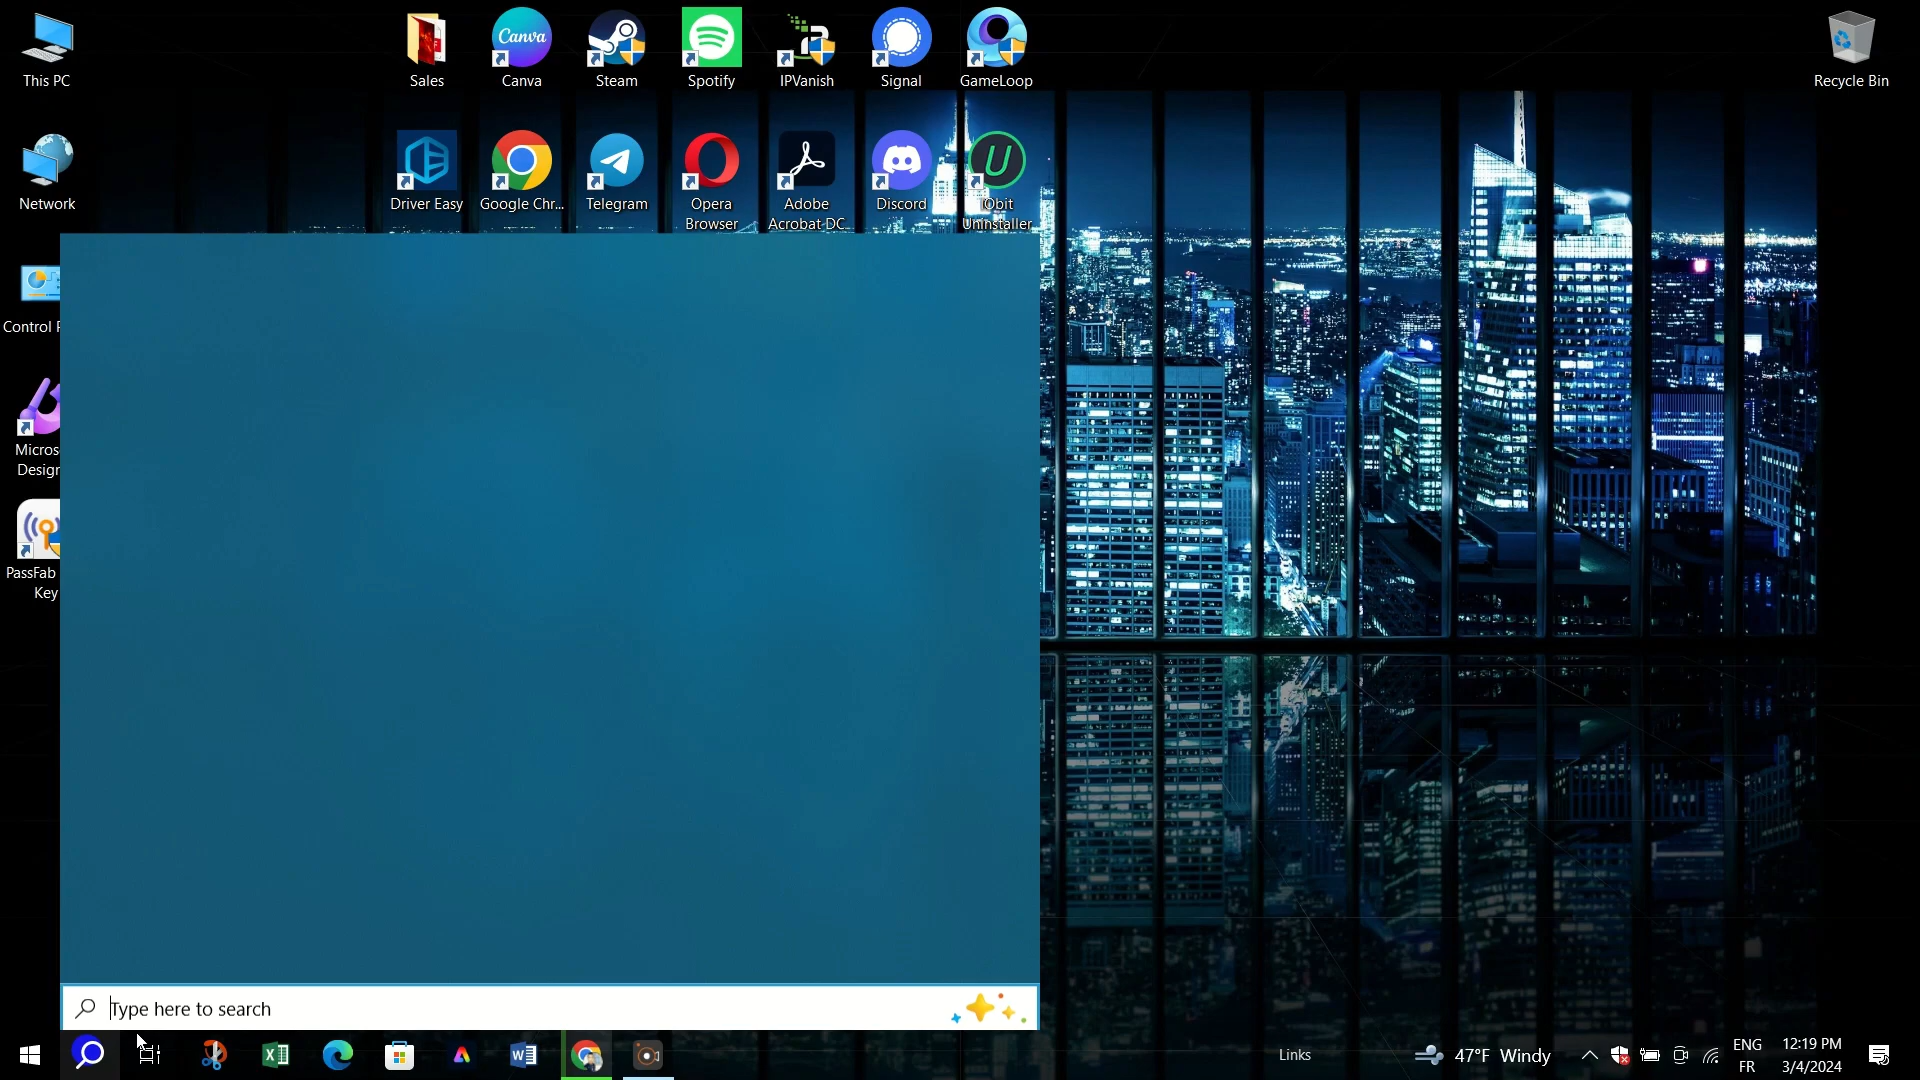 This PC
Sales
Canva
Canva
Steam
Spotify
IPVanish
Signal
GameLoop
Recycle Bin
Network
Driver Easy
Google Chr...
Telegram
Opera
Browser
Adobe
Acrobat DC
Discord
U
IObit
Uninstaller
Control P
Micros
Design
PassFab
Key
Type here to search
Links
47°F Windy
ENG
FR
12:19 PM
3/4/2024